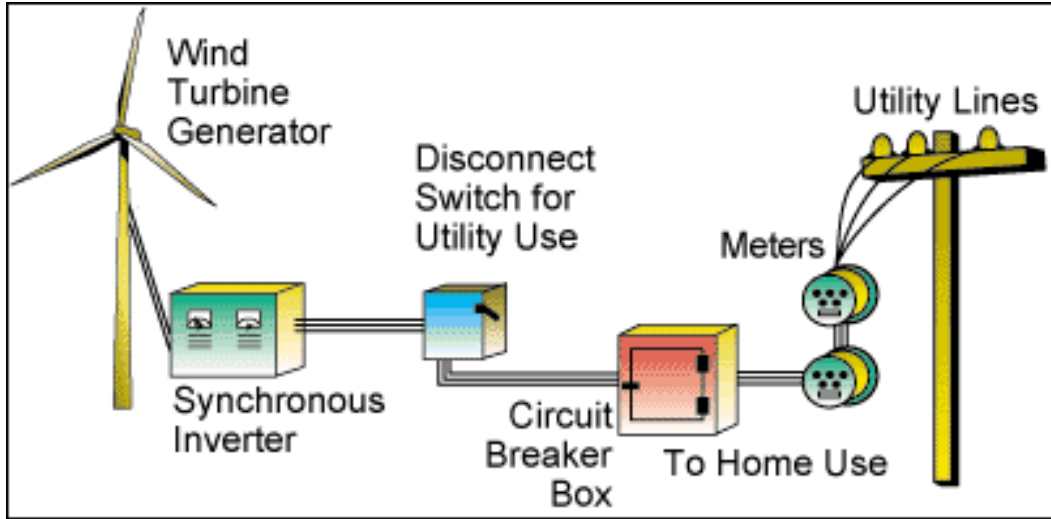 Wind
Turbine
Generator
Utility Lines
Disconnect
Switch for
Utility Use
Meters
Synchronous
Inverter
Circuit
Breaker
Box
To Home Use